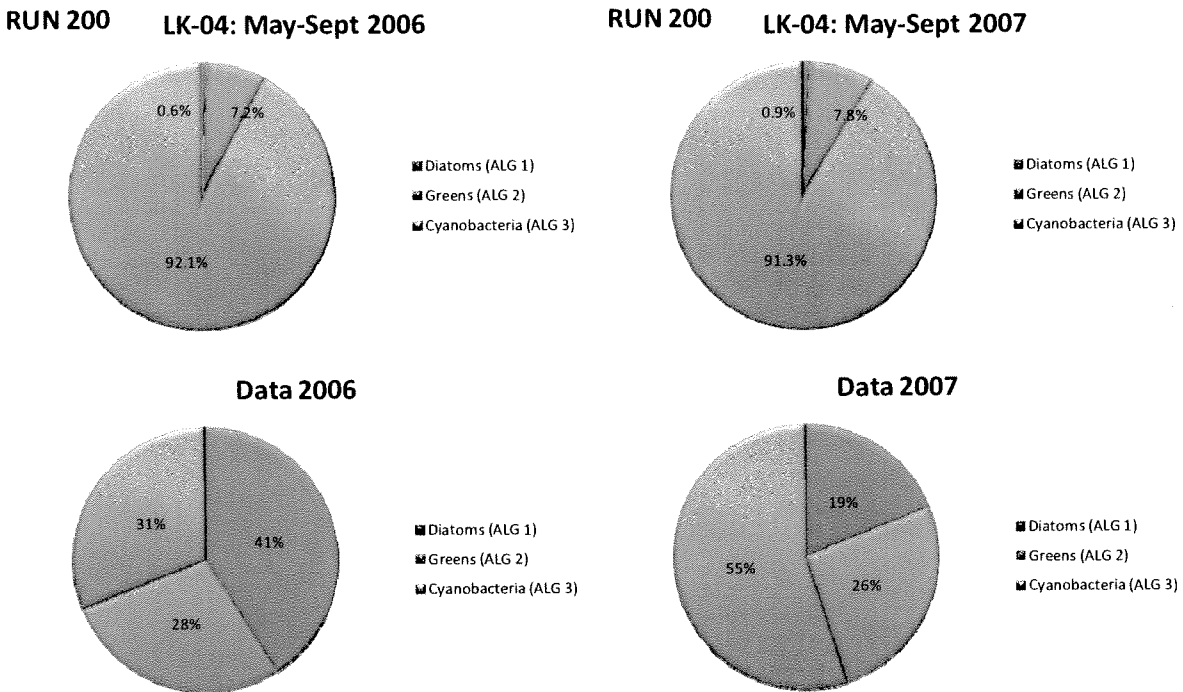 RUN 200 LK-04: May-Sept 2006
0.6% 7.2%
Diatoms (ALG 1)
Greens (ALG 2)
Cyanobacteria (ALG 3)
92.1%
RUN 200 LK-04: May-Sept 2007
0.9% 7.8%
Diatoms (ALG 1)
Greens (ALG 2)
Cyanobacteria (ALG 3)
91.3%
Data 2006
31% 41%
28%
Diatoms (ALG 1)
Greens (ALG 2)
Cyanobacteria (ALG 3)
Data 2007
19%
55% 26%
Diatoms (ALG 1)
Greens (ALG 2)
Cyanobacteria (ALG 3)